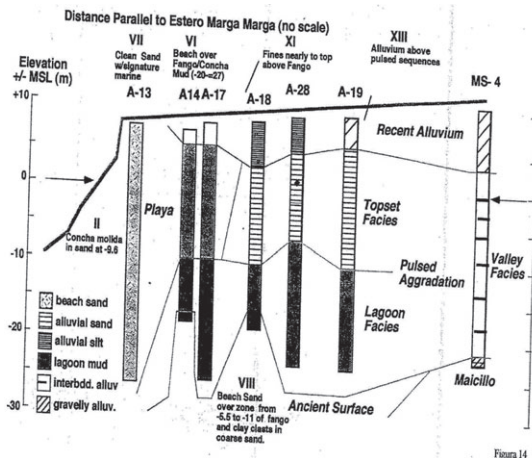 Distance Parallel to Estero Marga Marga (no scale)
VII
Clean Sand
w/signature
marine
A-13
VI
Beach over
Fango/Concha
Mud (-20-=27)
A14 A-17
XI
Fines nearly to top
above Fango
A-18 A-28
XIII
Alluvium above
pulsed sequences
A-19
MS-4
Elevation
+/- MSL (m)
+10
0
-10
-20
-30
Recent Alluvium
Playa
Topset
Facies
II
Concha molida
in sand at -9.6
Valley
Facies
Pulsed
Aggradation
Lagoon
Facies
beach sand
alluvial sand
alluvial silt
lagoon mud
interbdd. alluv
gravelly alluv.
VIII
Beach Sand
over zone from
-5.5 to -11 of fango
and clay clasts in
coarse sand.
Ancient Surface
Maicillo
Figura 14